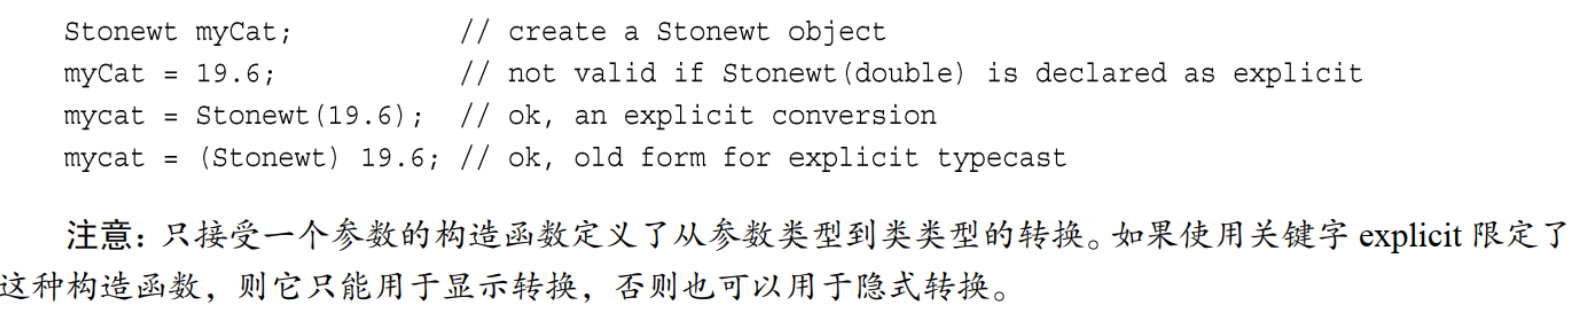 Stonewt myCat;          // create a Stonewt object
myCat = 19.6;           // not valid if Stonewt(double) is declared as explicit
mycat = Stonewt(19.6);  // ok, an explicit conversion
mycat = (Stonewt) 19.6; // ok, old form for explicit typecast
注意：只接受一个参数的构造函数定义了从参数类型到类类型的转换。如果使用关键字 explicit 限定了
这种构造函数，则它只能用于显示转换，否则也可以用于隐式转换。